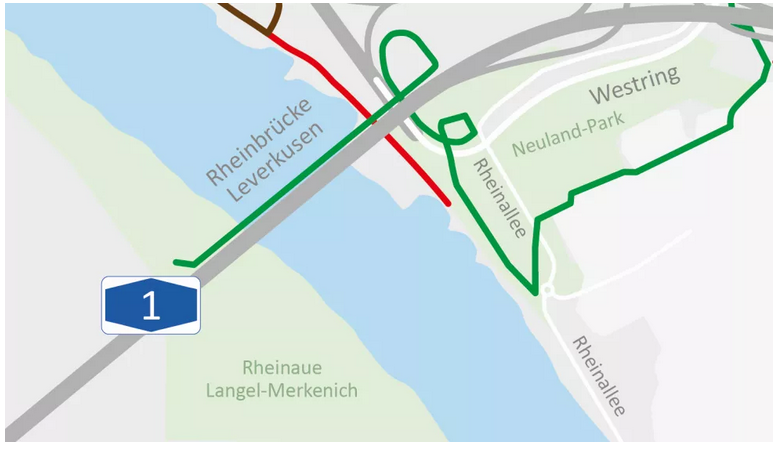 Westring
Neuland-Park
Rheinbrücke
Leverkusen
Rheinallee
1
Rheinaue
Langel-Merkenich
Rheinallee